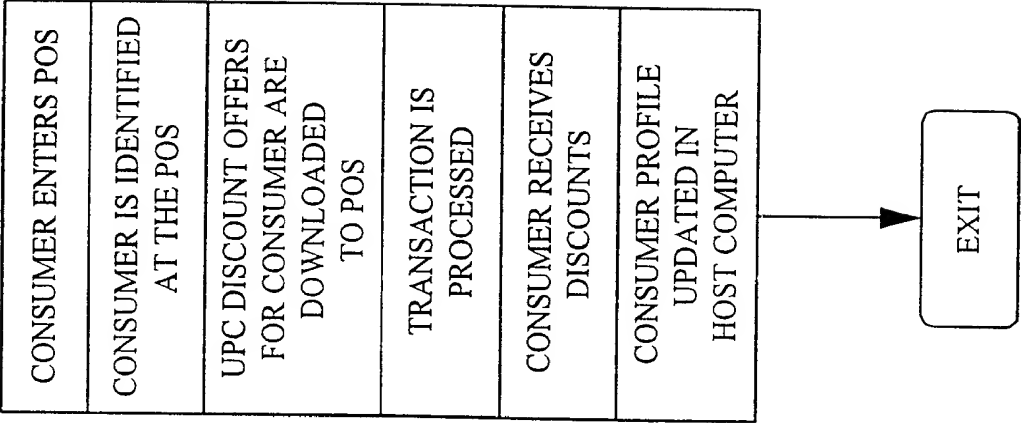 CONSUMER ENTERS POS
CONSUMER IS IDENTIFIED
AT THE POS
UPC DISCOUNT OFFERS
FOR CONSUMER ARE
DOWNLOADED
TO POS
TRANSACTION IS
PROCESSED
CONSUMER RECEIVES
DISCOUNTS
CONSUMER PROFILE
UPDATED IN
HOST COMPUTER
EXIT